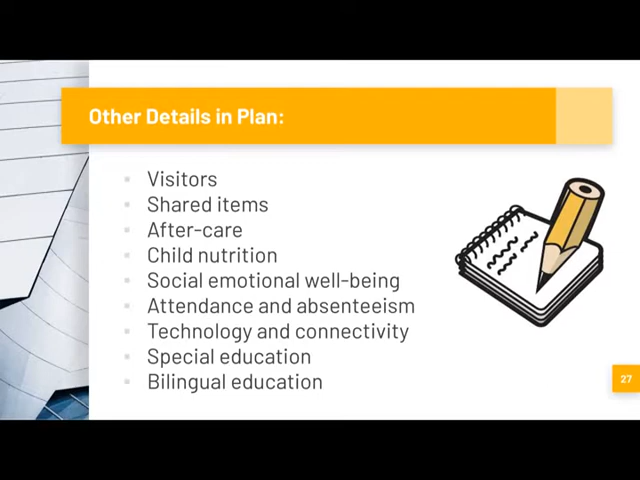 Other Details in Plan:
Visitors
Shared items
After-care
Child nutrition
Social emotional well-being
Attendance and absenteeism
Technology and connectivity
Special education
Bilingual education
27